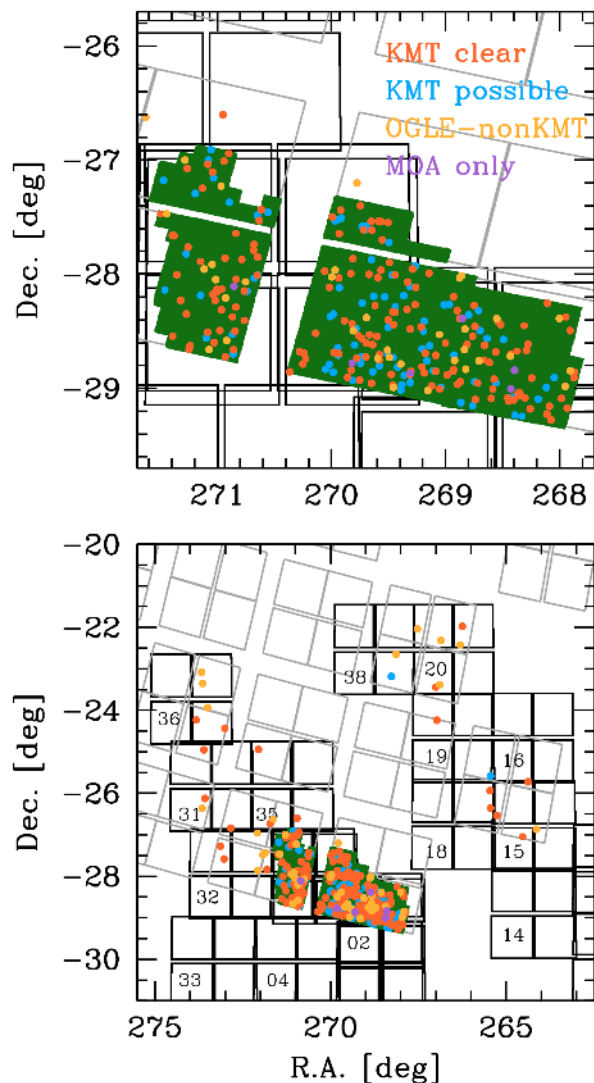 KMT clear
KMT possible
OGLE-nonKMT
MOA only
-26
-27
-28
-29
Dec. [deg]
271 270 269 268
-20
-22
-24
-26
-28
-30
Dec. [deg]
38 20
36 19 16
31 35 18 15
32 02 14
33 04
275 270 265
R.A. [deg]